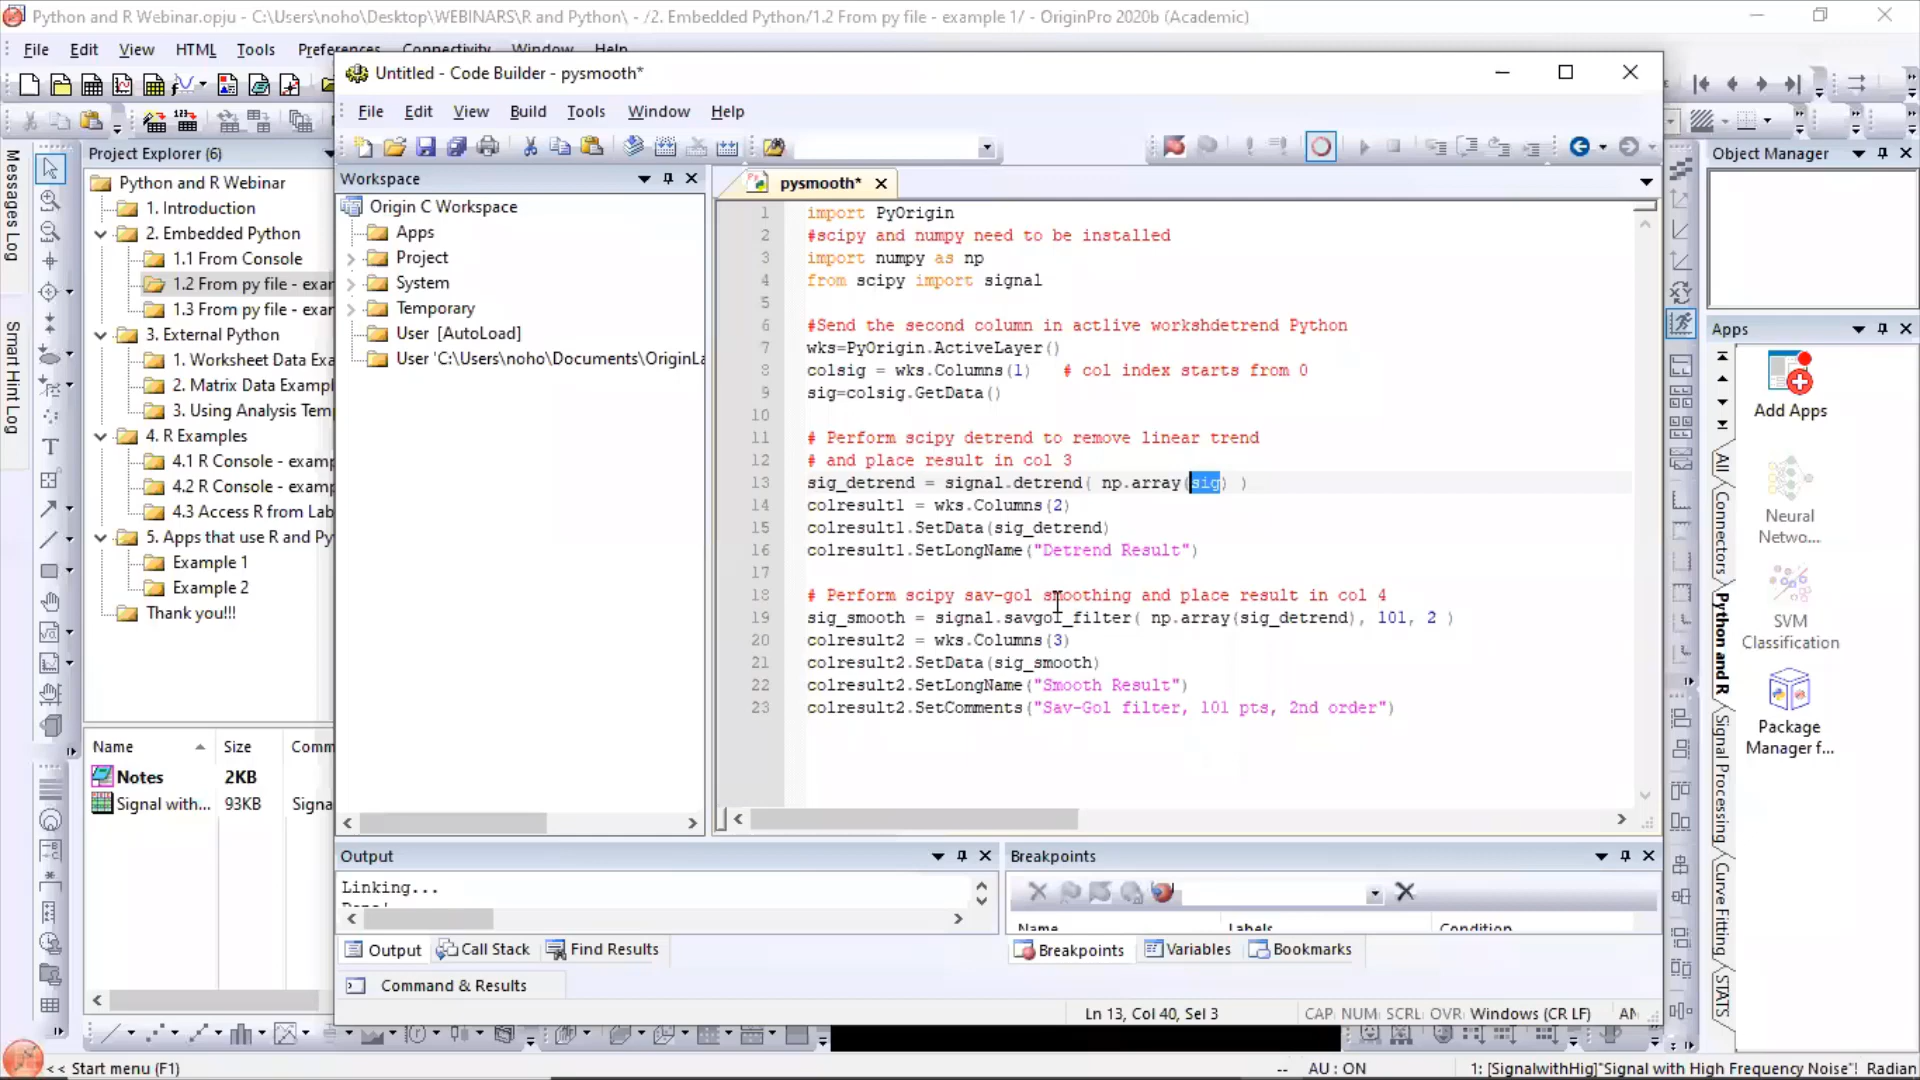 Python and R Webinar.opju - C:\Users\noho\Desktop\WEBINARS\R and Python\ - /2. Embedded Python/1.2 From py file - example 1/ - OriginPro 2020b (Academic)
File Edit View HTML Tools Preferences Connectivity Window Help
Untitled - Code Builder - pysmooth*
File Edit View Build Tools Window Help
Messages Log
Smart Hint Log
Project Explorer (6)
Python and R Webinar
1. Introduction
2. Embedded Python
1.1 From Console
1.2 From py file - exar
1.3 From py file - exar
3. External Python
1. Worksheet Data Exa
2. Matrix Data Exampl
3. Using Analysis Tem
4. R Examples
4.1 R Console - examp
4.2 R Console - examp
4.3 Access R from Lab
5. Apps that use R and Py
Example 1
Example 2
Thank you!!!
Name Size Comm
Notes 2KB
Signal with... 93KB Signa
Workspace
Origin C Workspace
Apps
Project
System
Temporary
User [AutoLoad]
User 'C:\Users\noho\Documents\OriginLa
pysmooth*
1 import PyOrigin
2 #scipy and numpy need to be installed
3 import numpy as np
4 from scipy import signal
5
6 #Send the second column in actlive workshdetrend Python
7 wks=PyOrigin.ActiveLayer()
8 colsig = wks.Columns(1) # col index starts from 0
9 sig=colsig.GetData()
10
11 # Perform scipy detrend to remove linear trend
12 # and place result in col 3
13 sig_detrend = signal.detrend( np.array(sig) )
14 colresult1 = wks.Columns(2)
15 colresult1.SetData(sig_detrend)
16 colresult1.SetLongName("Detrend Result")
17
18 # Perform scipy sav-gol smoothing and place result in col 4
19 sig_smooth = signal.savgol_filter( np.array(sig_detrend), 101, 2 )
20 colresult2 = wks.Columns(3)
21 colresult2.SetData(sig_smooth)
22 colresult2.SetLongName("Smooth Result")
23 colresult2.SetComments("Sav-Gol filter, 101 pts, 2nd order")
Output
Linking...
Output Call Stack Find Results
Command & Results
Breakpoints
Name Labels Condition
Breakpoints Variables Bookmarks
Ln 13, Col 40, Sel 3 CAP NUM SCRL OVR Windows (CR LF) AN
Object Manager
Apps
Add Apps
Neural
Netwo...
SVM
Classification
Package
Manager f...
All
Connectors
Python and R
Signal Processing
Curve Fitting
STATS
<< Start menu (F1)
-- AU : ON 1: [SignalwithHig]"Signal with High Frequency Noise"! Radian